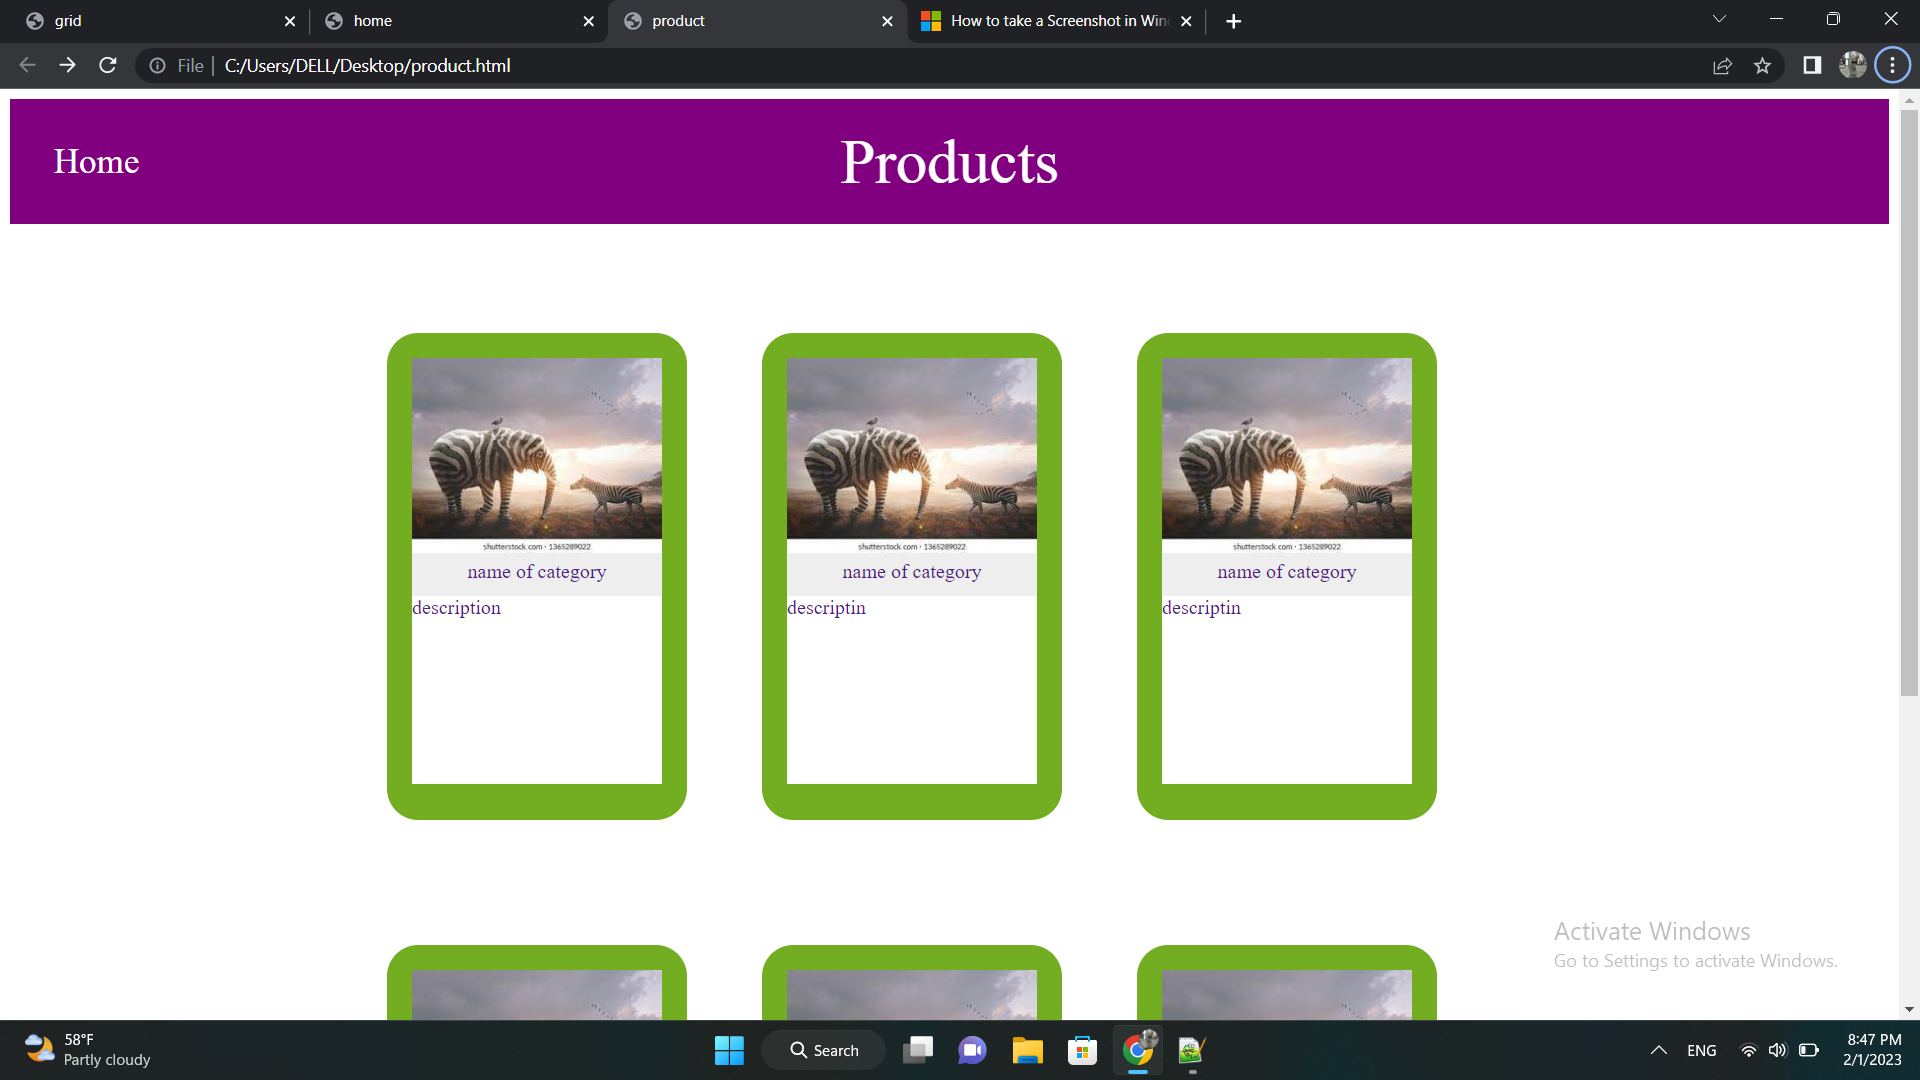 grid
home
product
How to take a Screenshot in Win
File
C:/Users/DELL/Desktop/product.html
Home
Products
shutterstock.com · 1365289022
shutterstock.com · 1365289022
shutterstock.com · 1365289022
name of category
name of category
name of category
description
descriptin
descriptin
Activate Windows
Go to Settings to activate Windows.
58°F
Partly cloudy
Search
ENG
8:47 PM
2/1/2023